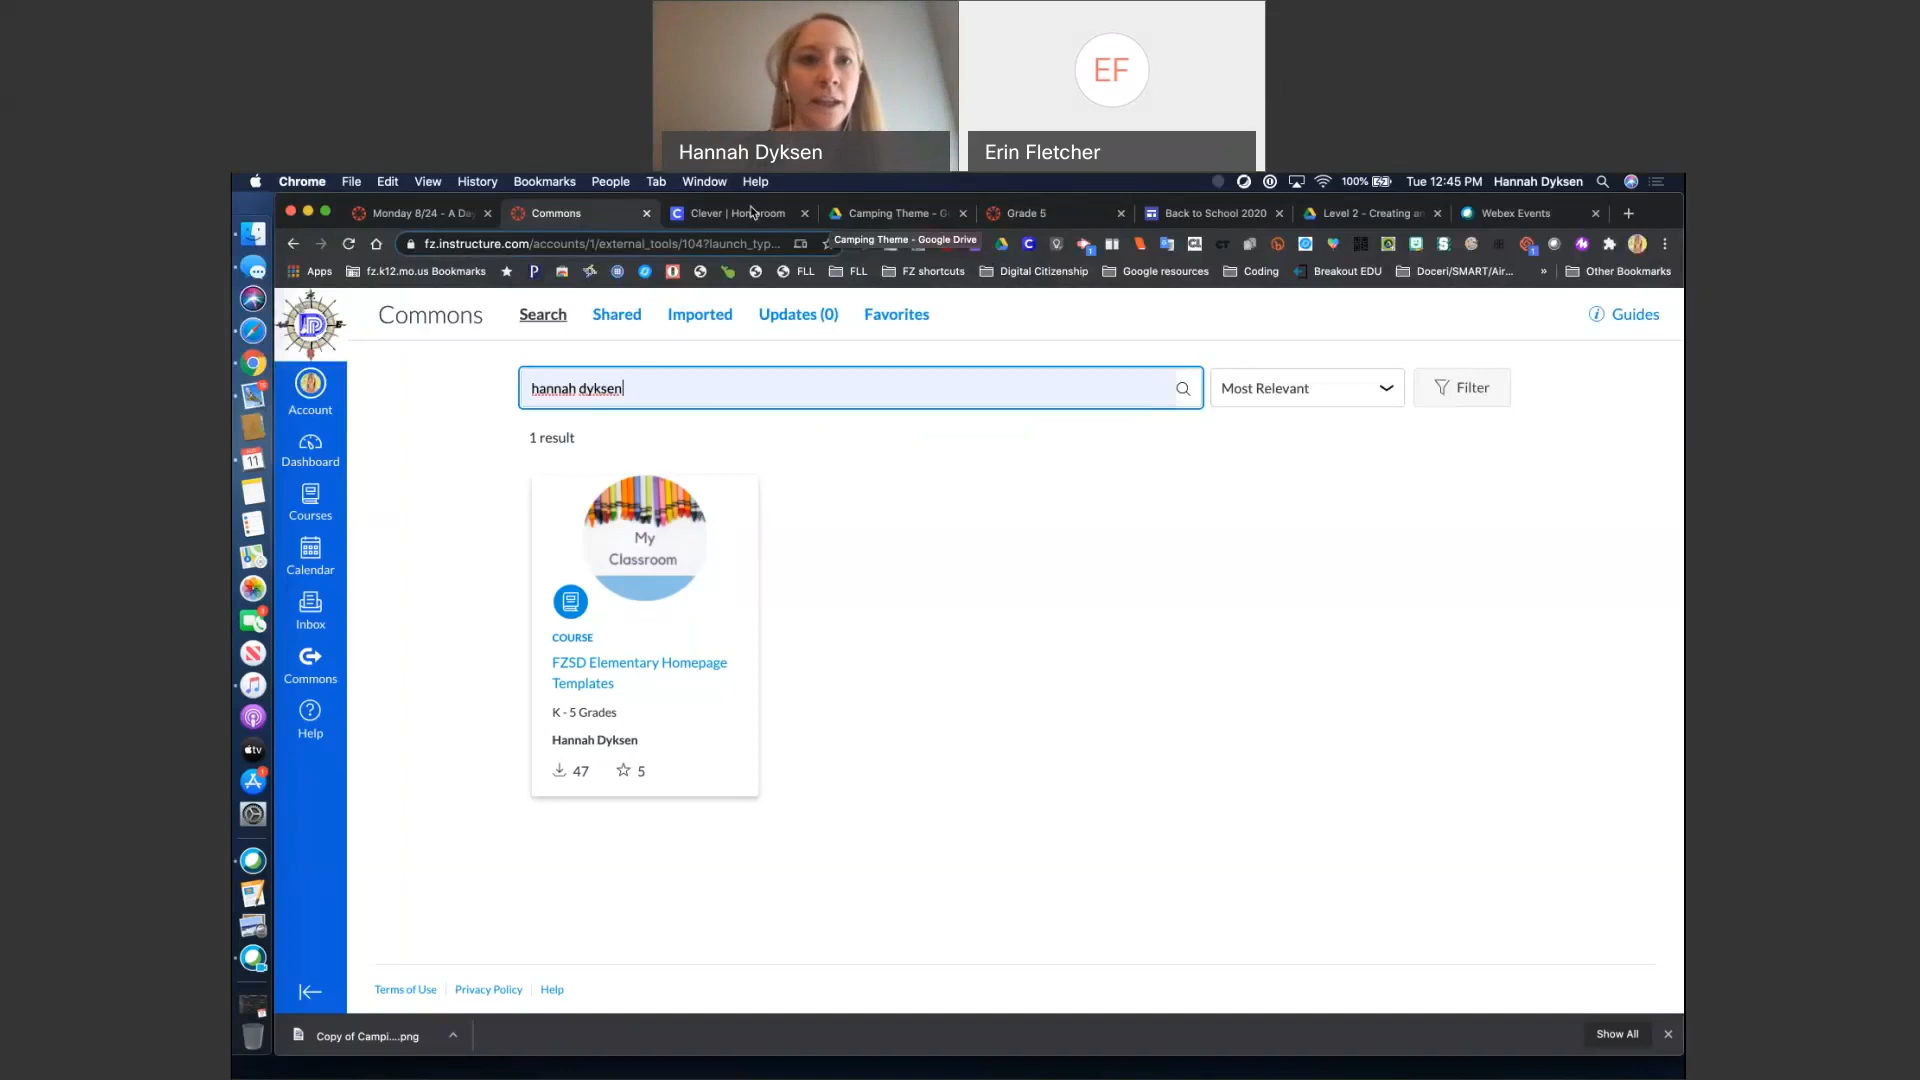 EF
Hannah Dyksen
Erin Fletcher
Chrome File Edit View History Bookmarks People Tab Window Help 100% Tue 12:45 PM Hannah Dyksen
Monday 8/24 - A Da Commons Clever | Homeroom Camping Theme - G Grade 5 Back to School 2020 Level 2 - Creating an Webex Events
fz.instructure.com/accounts/1/external_tools/104?launch_typ...
Camping Theme - Google Drive
Apps fz.k12.mo.us Bookmarks FLL FLL FZ shortcuts Digital Citizenship Google resources Coding Breakout EDU Doceri/SMART/Air... » Other Bookmarks
Commons Search Shared Imported Updates (0) Favorites Guides
hannah dyksen
Most Relevant
Filter
1 result
Account
Dashboard
Courses
Calendar
Inbox
Commons
Help
My
Classroom
COURSE
FZSD Elementary Homepage
Templates
K - 5 Grades
Hannah Dyksen
47 5
Terms of Use Privacy Policy Help
Copy of Campi....png
Show All